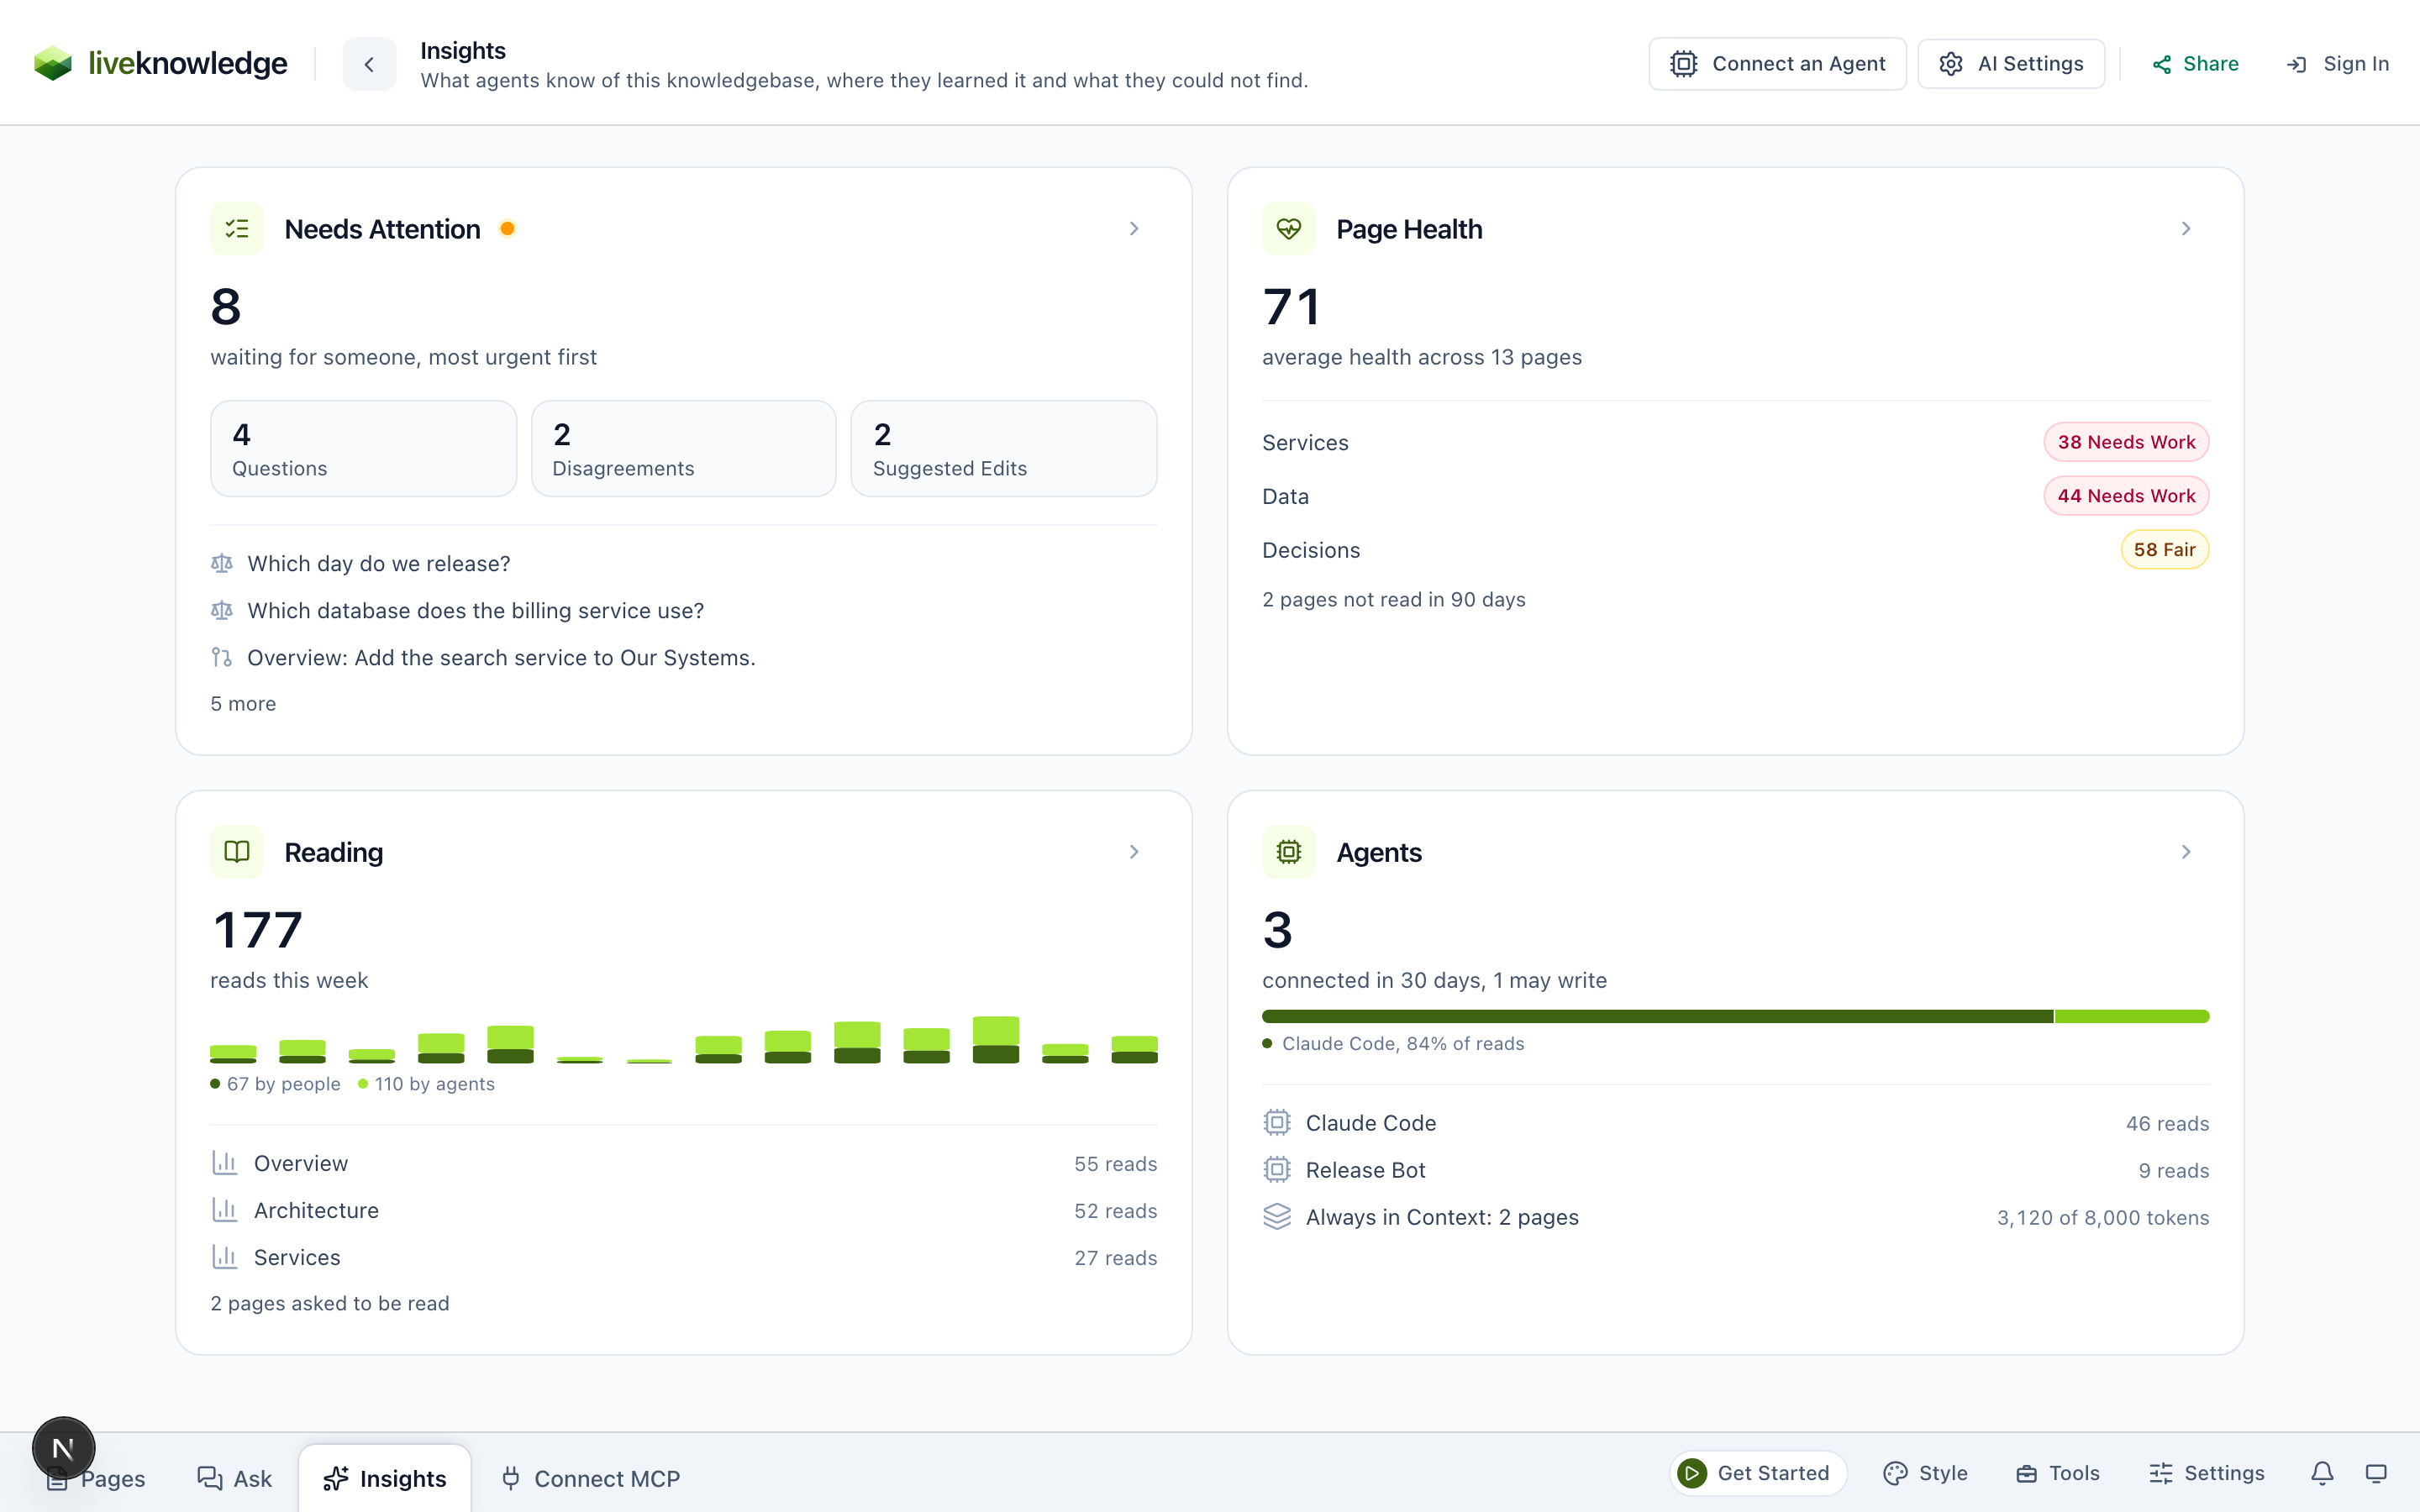 liveknowledge
Insights
What agents know of this knowledgebase, where they learned it and what they could not find.
Connect an Agent
AI Settings
Share
Sign In
Needs Attention
8
waiting for someone, most urgent first
4
Questions
2
Disagreements
2
Suggested Edits
Which day do we release?
Which database does the billing service use?
Overview: Add the search service to Our Systems.
5 more
Page Health
71
average health across 13 pages
Services
38 Needs Work
Data
44 Needs Work
Decisions
58 Fair
2 pages not read in 90 days
Reading
177
reads this week
67 by people
110 by agents
Overview
55 reads
Architecture
52 reads
Services
27 reads
2 pages asked to be read
Agents
3
connected in 30 days, 1 may write
Claude Code, 84% of reads
Claude Code
46 reads
Release Bot
9 reads
Always in Context: 2 pages
3,120 of 8,000 tokens
N
Pages
Ask
Insights
Connect MCP
Get Started
Style
Tools
Settings